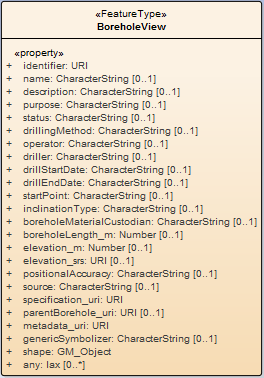 «FeatureType»
BoreholeView
«property»
+ identifier: URI
+ name: CharacterString [0..1]
+ description: CharacterString [0..1]
+ purpose: CharacterString [0..1]
+ status: CharacterString [0..1]
+ drillingMethod: CharacterString [0..1]
+ operator: CharacterString [0..1]
+ driller: CharacterString [0..1]
+ drillStartDate: CharacterString [0..1]
+ drillEndDate: CharacterString [0..1]
+ startPoint: CharacterString [0..1]
+ inclinationType: CharacterString [0..1]
+ boreholeMaterialCustodian: CharacterString [0..1]
+ boreholeLength_m: Number [0..1]
+ elevation_m: Number [0..1]
+ elevation_srs: URI [0..1]
+ positionalAccuracy: CharacterString [0..1]
+ source: CharacterString [0..1]
+ specification_uri: URI
+ parentBorehole_uri: URI [0..1]
+ metadata_uri: URI
+ genericSymbolizer: CharacterString [0..1]
+ shape: GM_Object
+ any: lax [0..*]